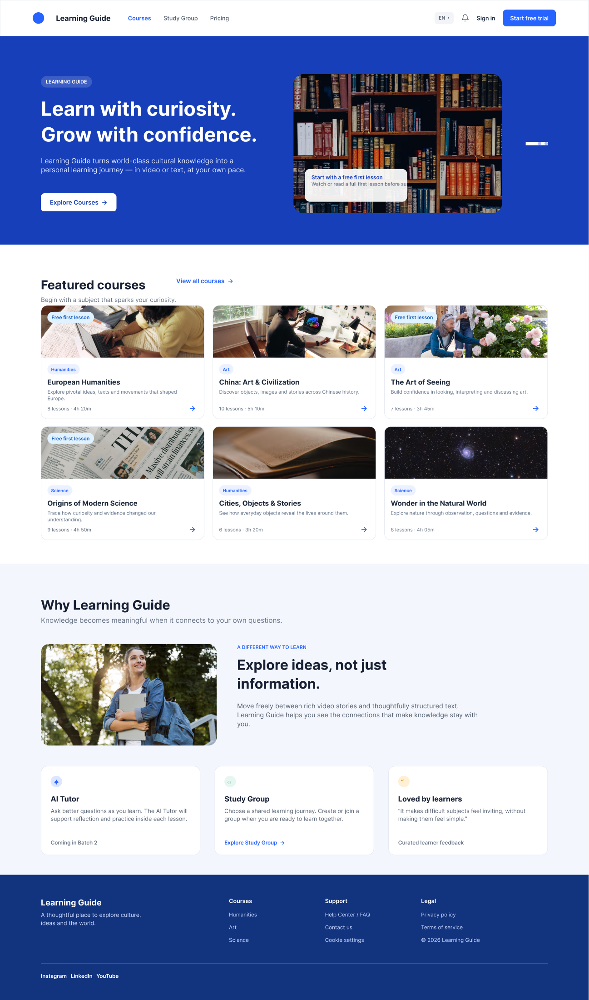 Learning Guide
Courses
Study Group
Pricing
EN
Sign in
Start free trial
LEARNING GUIDE
Learn with curiosity.
Grow with confidence.
Learning Guide turns world-class cultural knowledge into a
personal learning journey — in video or text, at your own pace.
Explore Courses →
Start with a free first lesson
Watch or read a full first lesson before su
Featured courses
View all courses →
Begin with a subject that sparks your curiosity.
Free first lesson
Humanities
European Humanities
Explore pivotal ideas, texts and movements that shaped
Europe.
8 lessons · 4h 20m
→
Art
China: Art & Civilization
Discover objects, images and stories across Chinese history.
10 lessons · 5h 10m
→
Free first lesson
Art
The Art of Seeing
Build confidence in looking, interpreting and discussing art.
7 lessons · 3h 45m
→
Free first lesson
THE
Massive distribution
will strain finances, say
Science
Origins of Modern Science
Trace how curiosity and evidence changed our
understanding.
9 lessons · 4h 50m
→
Humanities
Cities, Objects & Stories
See how everyday objects reveal the lives around them.
6 lessons · 3h 20m
→
Science
Wonder in the Natural World
Explore nature through observation, questions and evidence.
8 lessons · 4h 05m
→
Why Learning Guide
Knowledge becomes meaningful when it connects to your own questions.
A DIFFERENT WAY TO LEARN
Explore ideas, not just
information.
Move freely between rich video stories and thoughtfully structured text.
Learning Guide helps you see the connections that make knowledge stay with
you.
AI Tutor
Ask better questions as you learn. The AI Tutor will
support reflection and practice inside each lesson.
Coming in Batch 2
Study Group
Choose a shared learning journey. Create or join a
group when you are ready to learn together.
Explore Study Group →
"
Loved by learners
“It makes difficult subjects feel inviting, without
making them feel simple.”
Curated learner feedback
Learning Guide
A thoughtful place to explore culture,
ideas and the world.
Courses
Humanities
Art
Science
Support
Help Center / FAQ
Contact us
Cookie settings
Legal
Privacy policy
Terms of service
© 2026 Learning Guide
Instagram LinkedIn YouTube